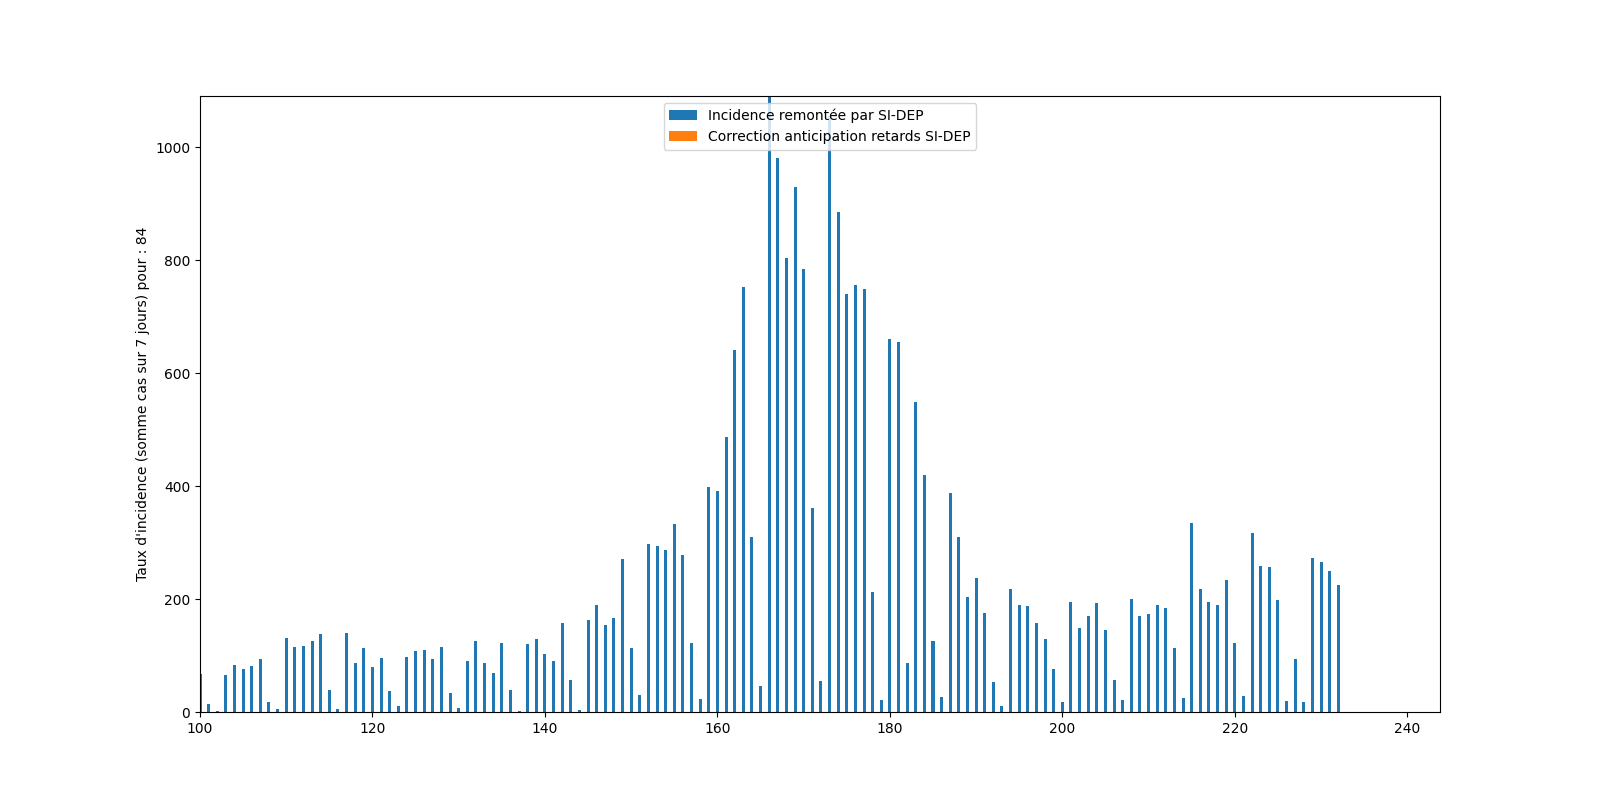 Incidence remontée par SI-DEP
Correction anticipation retards SI-DEP
Taux d'incidence (somme cas sur 7 jours) pour : 84
1000
800
600
400
200
0
100 120 140 160 180 200 220 240